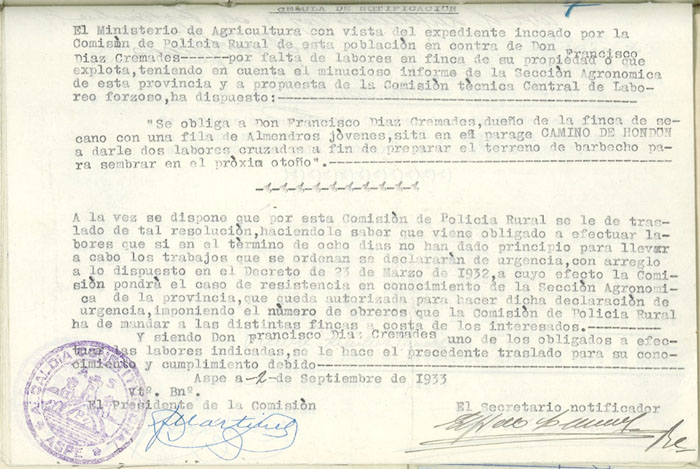 CEDULA DE NOTIFICACION
El Ministerio de Agricultura con vista del expediente incoado por la
Comisón de Policia Rural de esta población en contra de Don Francisco
Diaz Cremades------por falta de labores en finca de su propiedad o que
explota,teniendo en cuenta el minucioso informe de la Sección Agronomica
de esta provincia y a propuesta de la Comisión tècnica Central de Labo-
reo forzoso,ha dispuesto:
"Se obliga a Don Francisco Diaz Cremades,dueño de la finca de se-
cano con una fila de Almendros jóvenes,sita en el parage CAMINO DE HONDON
a darle dos labores cruzadas a fin de preparar el terreno de barbecho pa-
ra sembrar en el próxim otoño".
A la vez se dispone que por esta Comisión de Policia Rural se le de tras-
lado de tal resolución,haciendole saber que viene obligado a efectuar la-
bores que si en el tèrmino de ocho dias no han dado principio para llevar
a cabo los trabajos que se ordenan se declararàn de urgencia,con arreglo
a lo dispuesto en el Decreto de 23 de Marzo de I932,a cuyo efecto la Comi-
sión pondrà el caso de resistencia en conocimiento de la Sección Agronomi-
ca de la provincia,que queda autorizada para hacer dicha declaración de
urgencia,imponiendo el número de obreros que la Comisión de Policia Rural
ha de mandar a las distintas fincas a costa de los interesados.
Y siendo Don Francisco Diaz Cremades uno de los obligados a efec-
tuar las labores indicadas,se le hace el precedente traslado para su cono-
cimiento y cumplimiento debido
Aspe a-2-de Septiembre de I933
Vtº. Bnº.
El Presidente de la Comisión
El Secretario notificador
ASPE